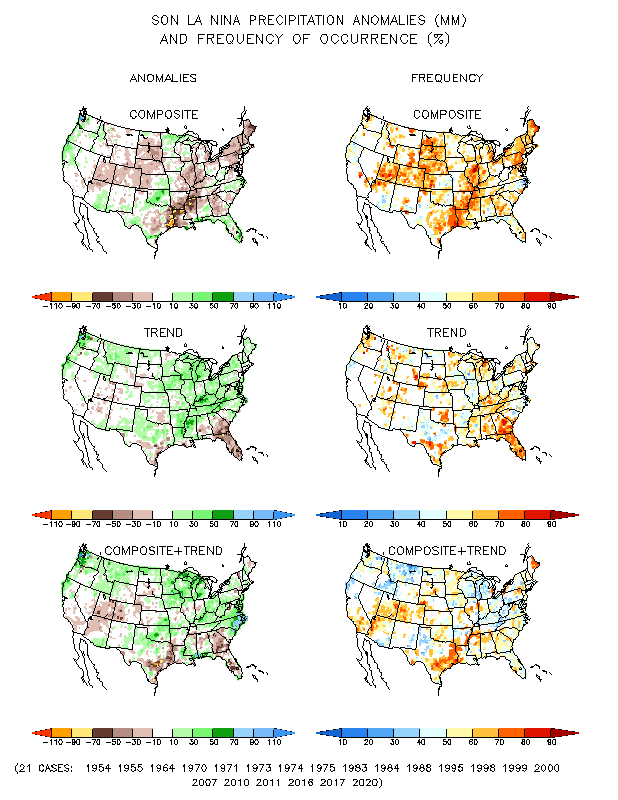 SON LA NINA PRECIPITATION ANOMALIES (MM)
AND FREQUENCY OF OCCURRENCE (%)
ANOMALIES FREQUENCY
COMPOSITE COMPOSITE
-110 -90 -70 -50 -30 -10 10 30 50 70 90 110 10 20 30 40 50 60 70 80 90
TREND TREND
-110 -90 -70 -50 -30 -10 10 30 50 70 90 110 10 20 30 40 50 60 70 80 90
COMPOSITE+TREND COMPOSITE+TREND
-110 -90 -70 -50 -30 -10 10 30 50 70 90 110 10 20 30 40 50 60 70 80 90
(21 CASES: 1954 1955 1964 1970 1971 1973 1974 1975 1983 1984 1988 1995 1998 1999 2000
2007 2010 2011 2016 2017 2020)